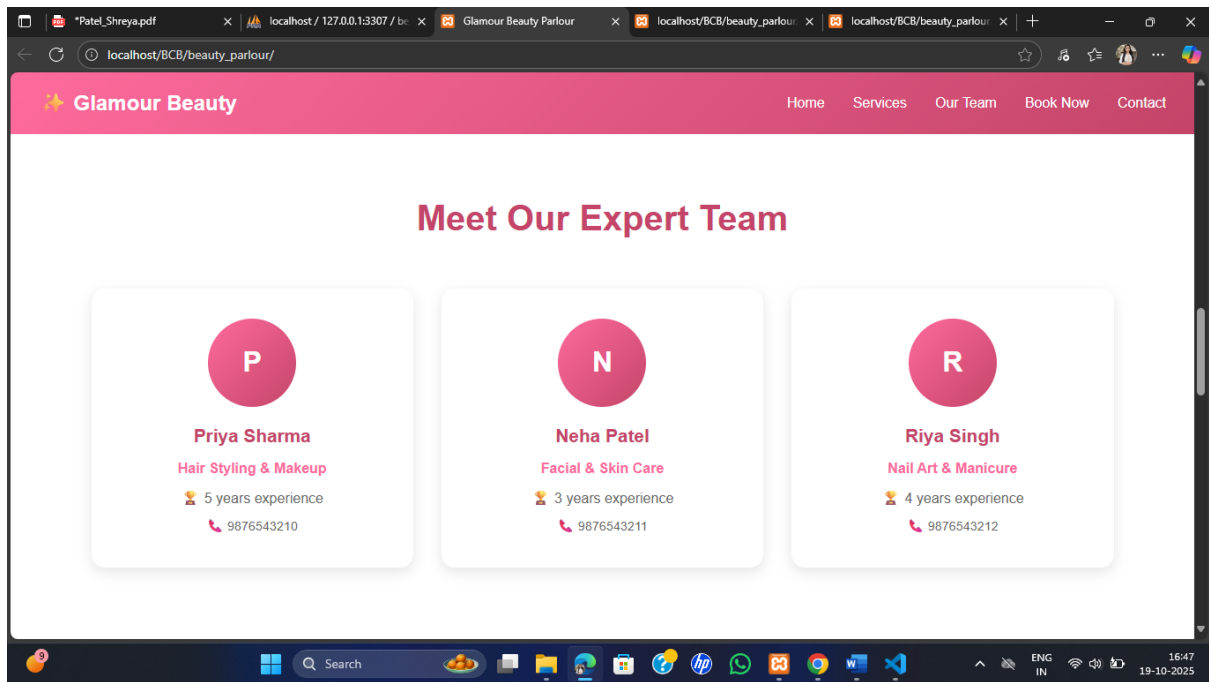 *Patel_Shreya.pdf
localhost / 127.0.0.1:3307 / be
Glamour Beauty Parlour
localhost/BCB/beauty_parlour
localhost/BCB/beauty_parlour
localhost/BCB/beauty_parlour/
Glamour Beauty
Home Services Our Team Book Now Contact
Meet Our Expert Team
P
Priya Sharma
Hair Styling & Makeup
5 years experience
9876543210
N
Neha Patel
Facial & Skin Care
3 years experience
9876543211
R
Riya Singh
Nail Art & Manicure
4 years experience
9876543212
9
Search
hp
ENG
IN
16:47
19-10-2025